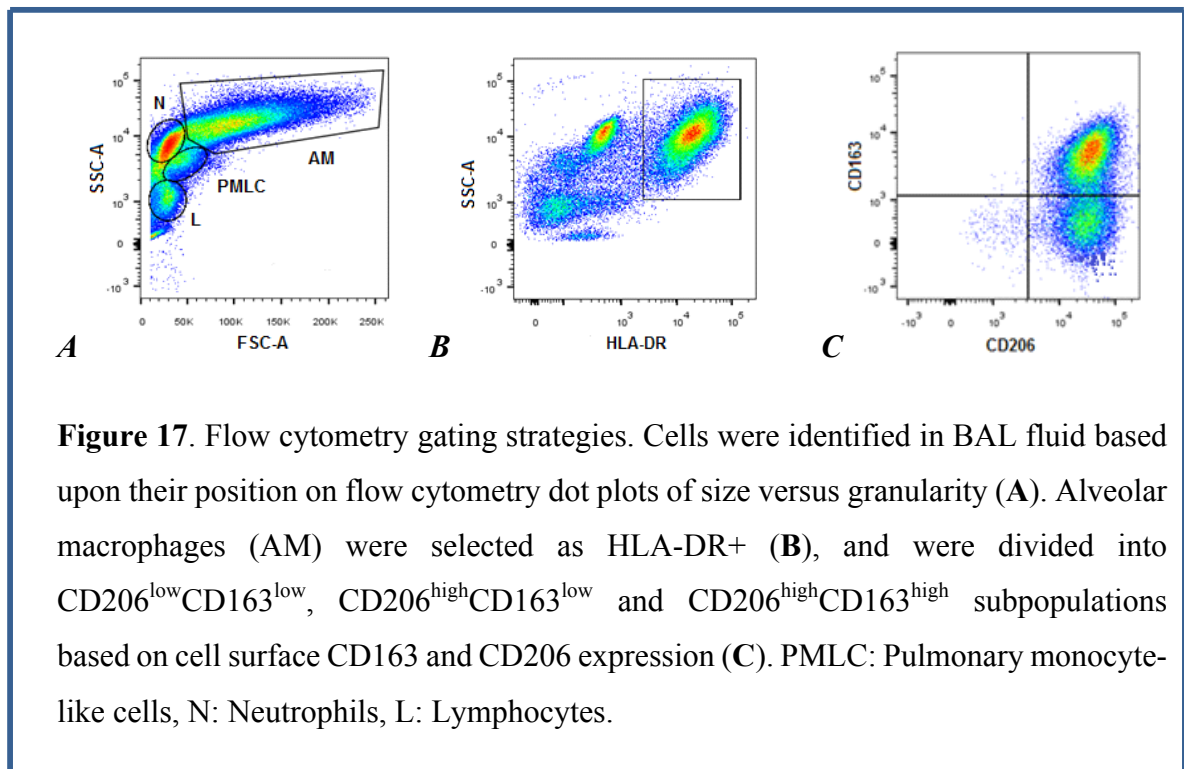 10⁵
10⁴
10³
0
-10³
SSC-A
N
AM
PMLC
L
0 50K 100K 150K 200K 250K
FSC-A
A
10⁵
10⁴
10³
0
-10³
SSC-A
0 10³ 10⁴ 10⁵
HLA-DR
B
10⁵
10⁴
10³
0
-10³
CD163
-10³ 0 10³ 10⁴ 10⁵
CD206
C
Figure 17. Flow cytometry gating strategies. Cells were identified in BAL fluid based
upon their position on flow cytometry dot plots of size versus granularity (A). Alveolar
macrophages (AM) were selected as HLA-DR+ (B), and were divided into
CD206ˡᵒʷCD163ˡᵒʷ, CD206ʰⁱᵍʰCD163ˡᵒʷ and CD206ʰⁱᵍʰCD163ʰⁱᵍʰ subpopulations
based on cell surface CD163 and CD206 expression (C). PMLC: Pulmonary monocyte-
like cells, N: Neutrophils, L: Lymphocytes.